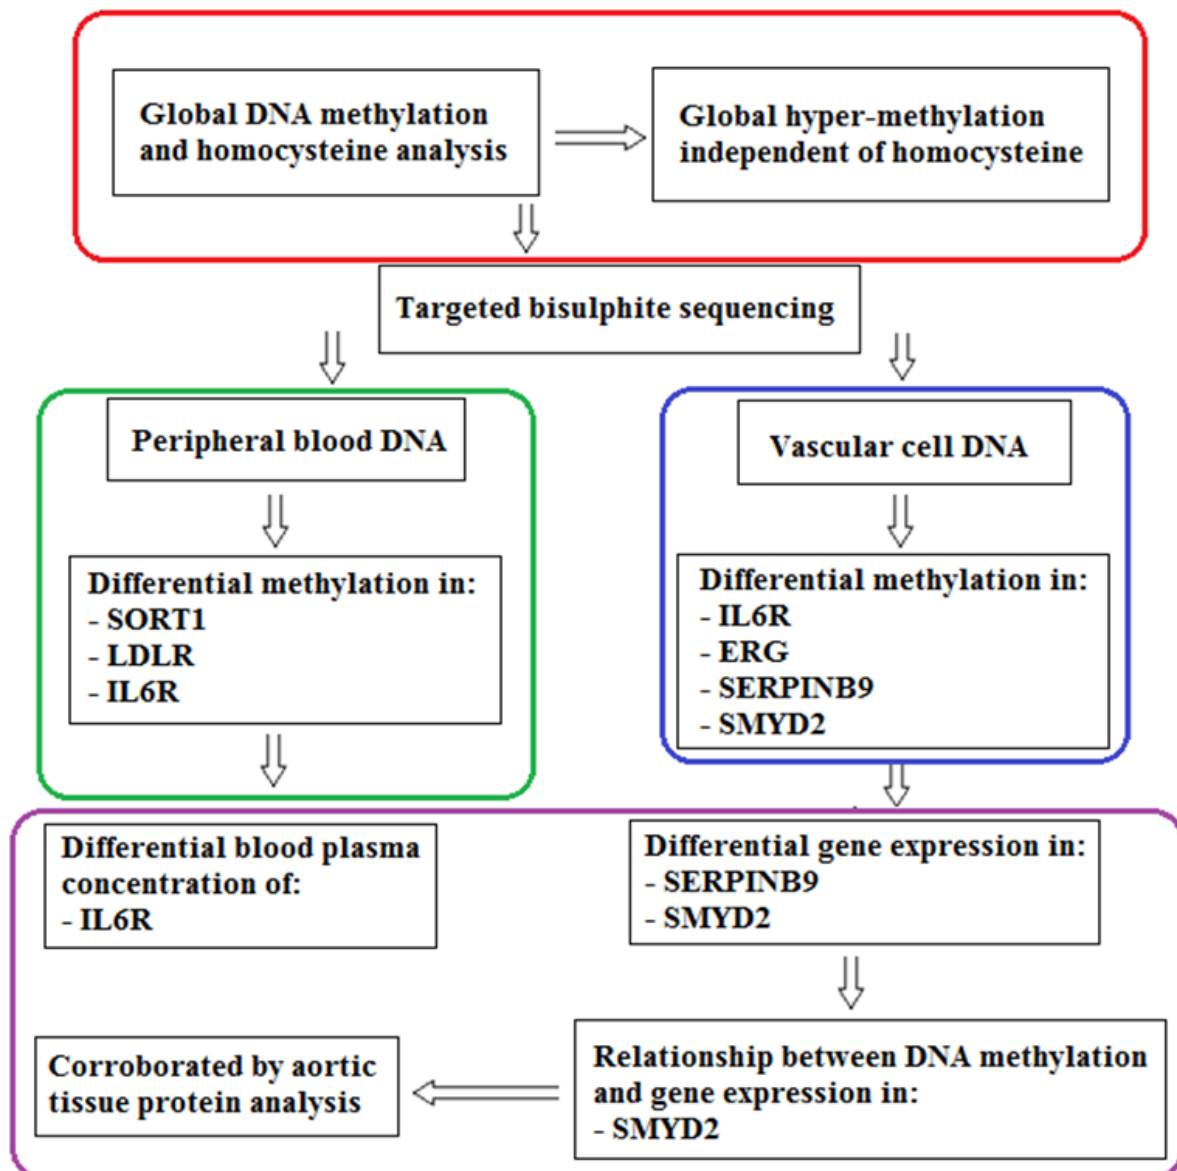 Global DNA methylation
and homocysteine analysis
Global hyper-methylation
independent of homocysteine
Targeted bisulphite sequencing
Peripheral blood DNA
Vascular cell DNA
Differential methylation in:
- SORT1
- LDLR
- IL6R
Differential methylation in:
- IL6R
- ERG
- SERPINB9
- SMYD2
Differential blood plasma
concentration of:
- IL6R
Differential gene expression in:
- SERPINB9
- SMYD2
Corroborated by aortic
tissue protein analysis
Relationship between DNA methylation
and gene expression in:
- SMYD2